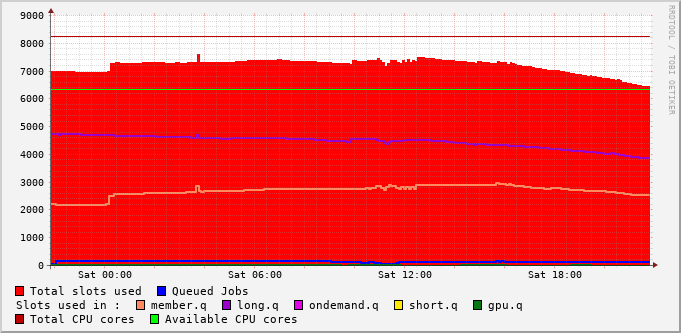 RRDTOOL / TOBI OETIKER
9000
8000
7000
6000
5000
4000
3000
2000
1000
0
Sat 00:00 Sat 06:00 Sat 12:00 Sat 18:00
Total slots used Queued Jobs
Slots used in : member.q long.q ondemand.q short.q gpu.q
Total CPU cores Available CPU cores